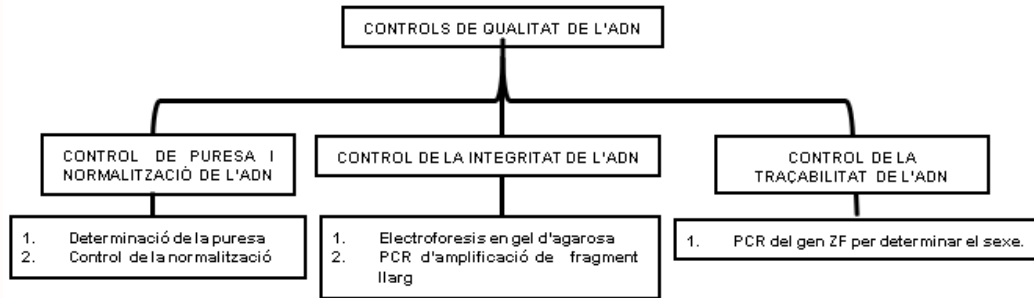 CONTROLS DE QUALITAT DE L'ADN
CONTROL DE PURESA I
NORMALITZACIÓ DE L'ADN
1. Determinació de la puresa
2. Control de la normalització
CONTROL DE LA INTEGRITAT DE L'ADN
1. Electroforesis en gel d'agarosa
2. PCR d'amplificació de fragment
llarg
CONTROL DE LA
TRAÇABILITAT DE L'ADN
1. PCR del gen ZF per determinar el sexe.